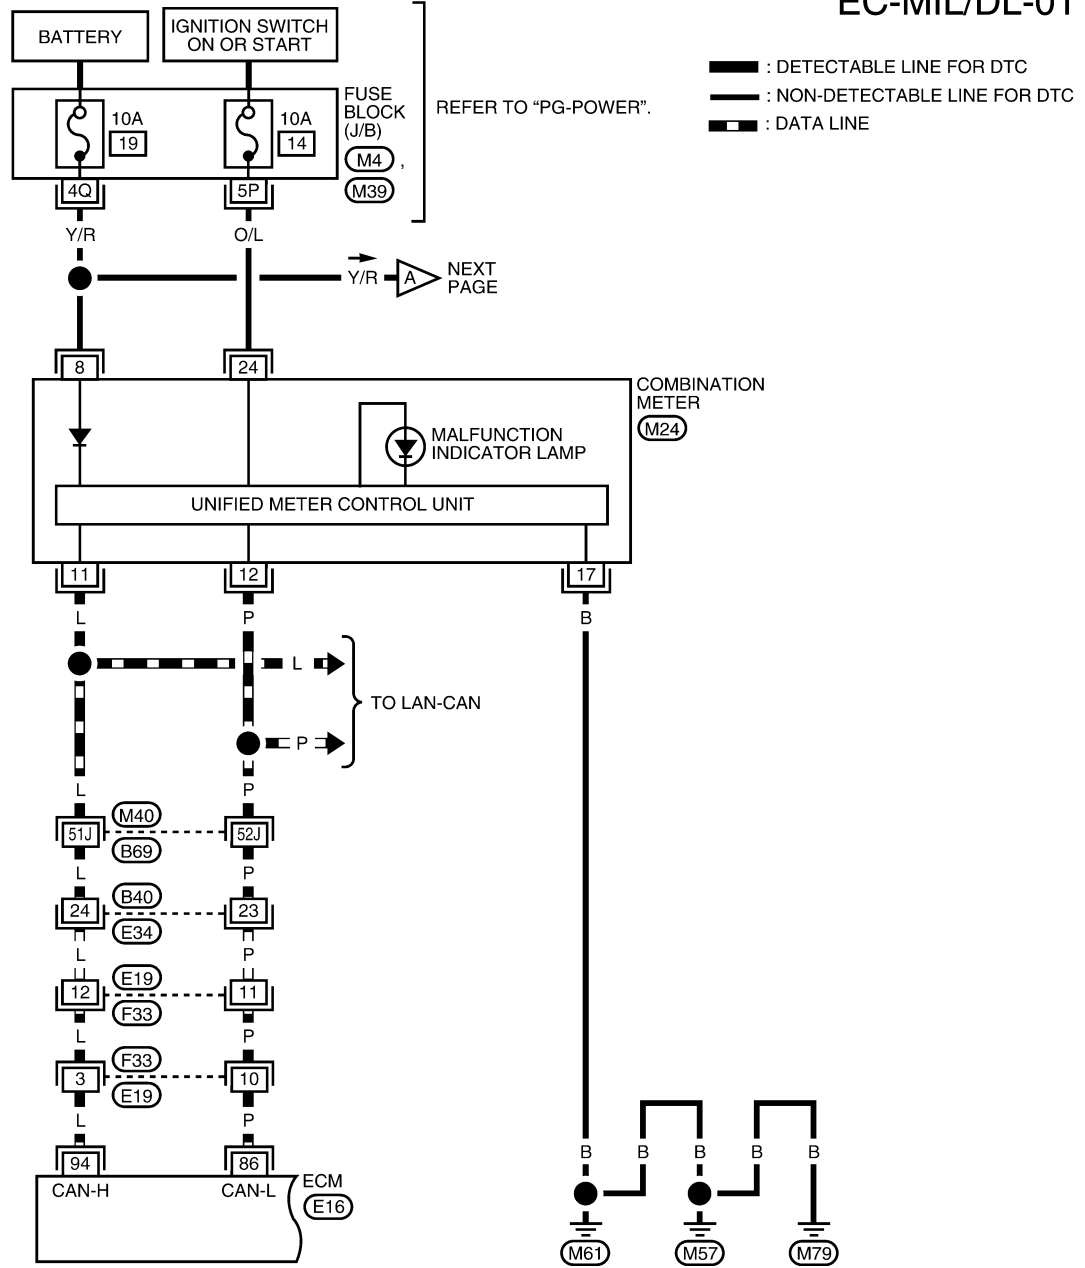 EC-MIL/DL-01
BATTERY
IGNITION SWITCH
ON OR START
: DETECTABLE LINE FOR DTC
: NON-DETECTABLE LINE FOR DTC
: DATA LINE
10A
19
10A
14
FUSE
BLOCK
(J/B)
M4 ,
M39
REFER TO “PG-POWER”.
4Q
5P
Y/R
O/L
Y/R
A
NEXT
PAGE
8
24
COMBINATION
METER
M24
MALFUNCTION
INDICATOR LAMP
UNIFIED METER CONTROL UNIT
11
12
17
L
P
B
L
P
TO LAN-CAN
L
P
M40
51J
52J
B69
L
P
B40
24
23
E34
L
P
E19
12
11
F33
L
P
F33
3
10
E19
L
P
94
86
CAN-H
CAN-L
ECM
E16
B
B
B
B
B
M61
M57
M79